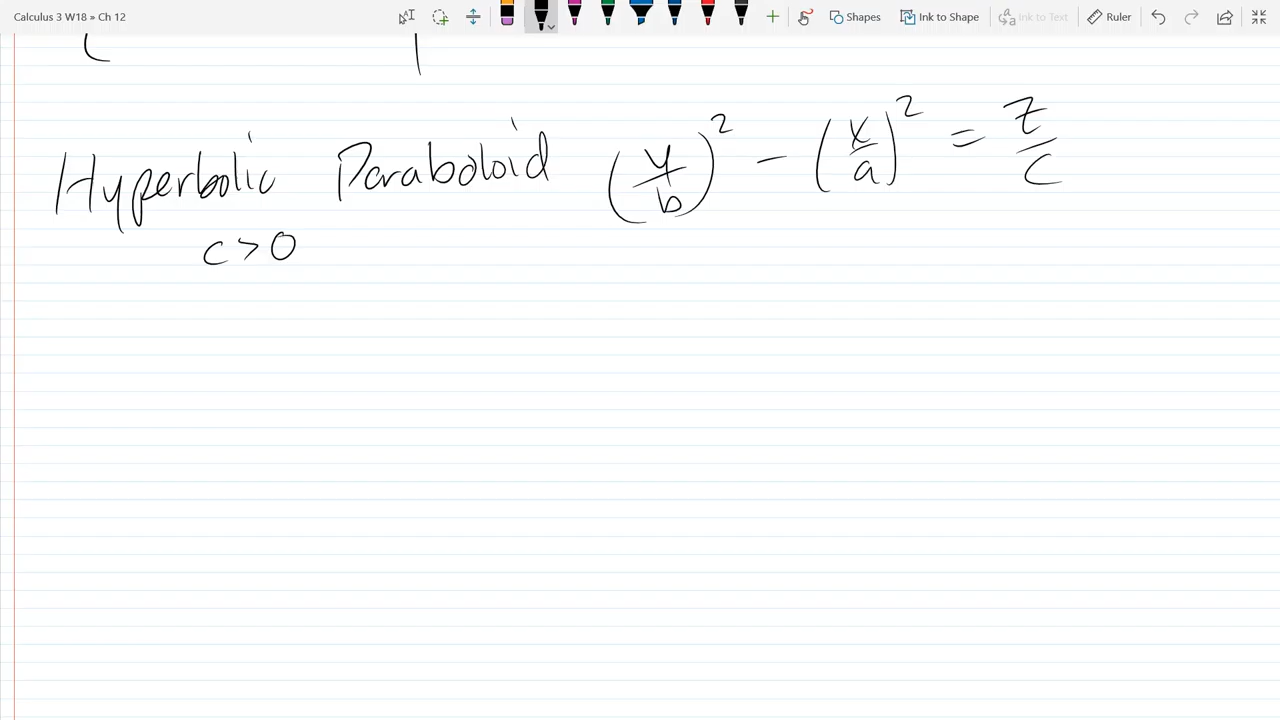 Calculus 3 W18 » Ch 12
Shapes Ink to Shape Ink to Text Ruler
Hyperbolic Paraboloid (y/b)² − (x/a)² = z/c
c > 0